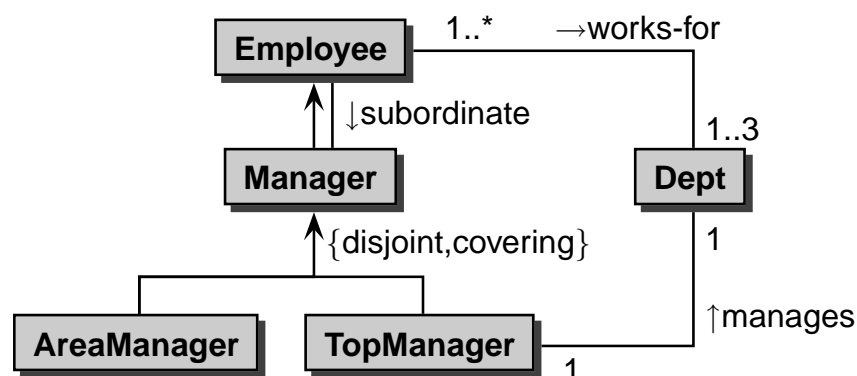 Employee
1..* →works-for
↓subordinate
1..3
Manager
Dept
{disjoint,covering}
1
AreaManager
TopManager
↑manages
1